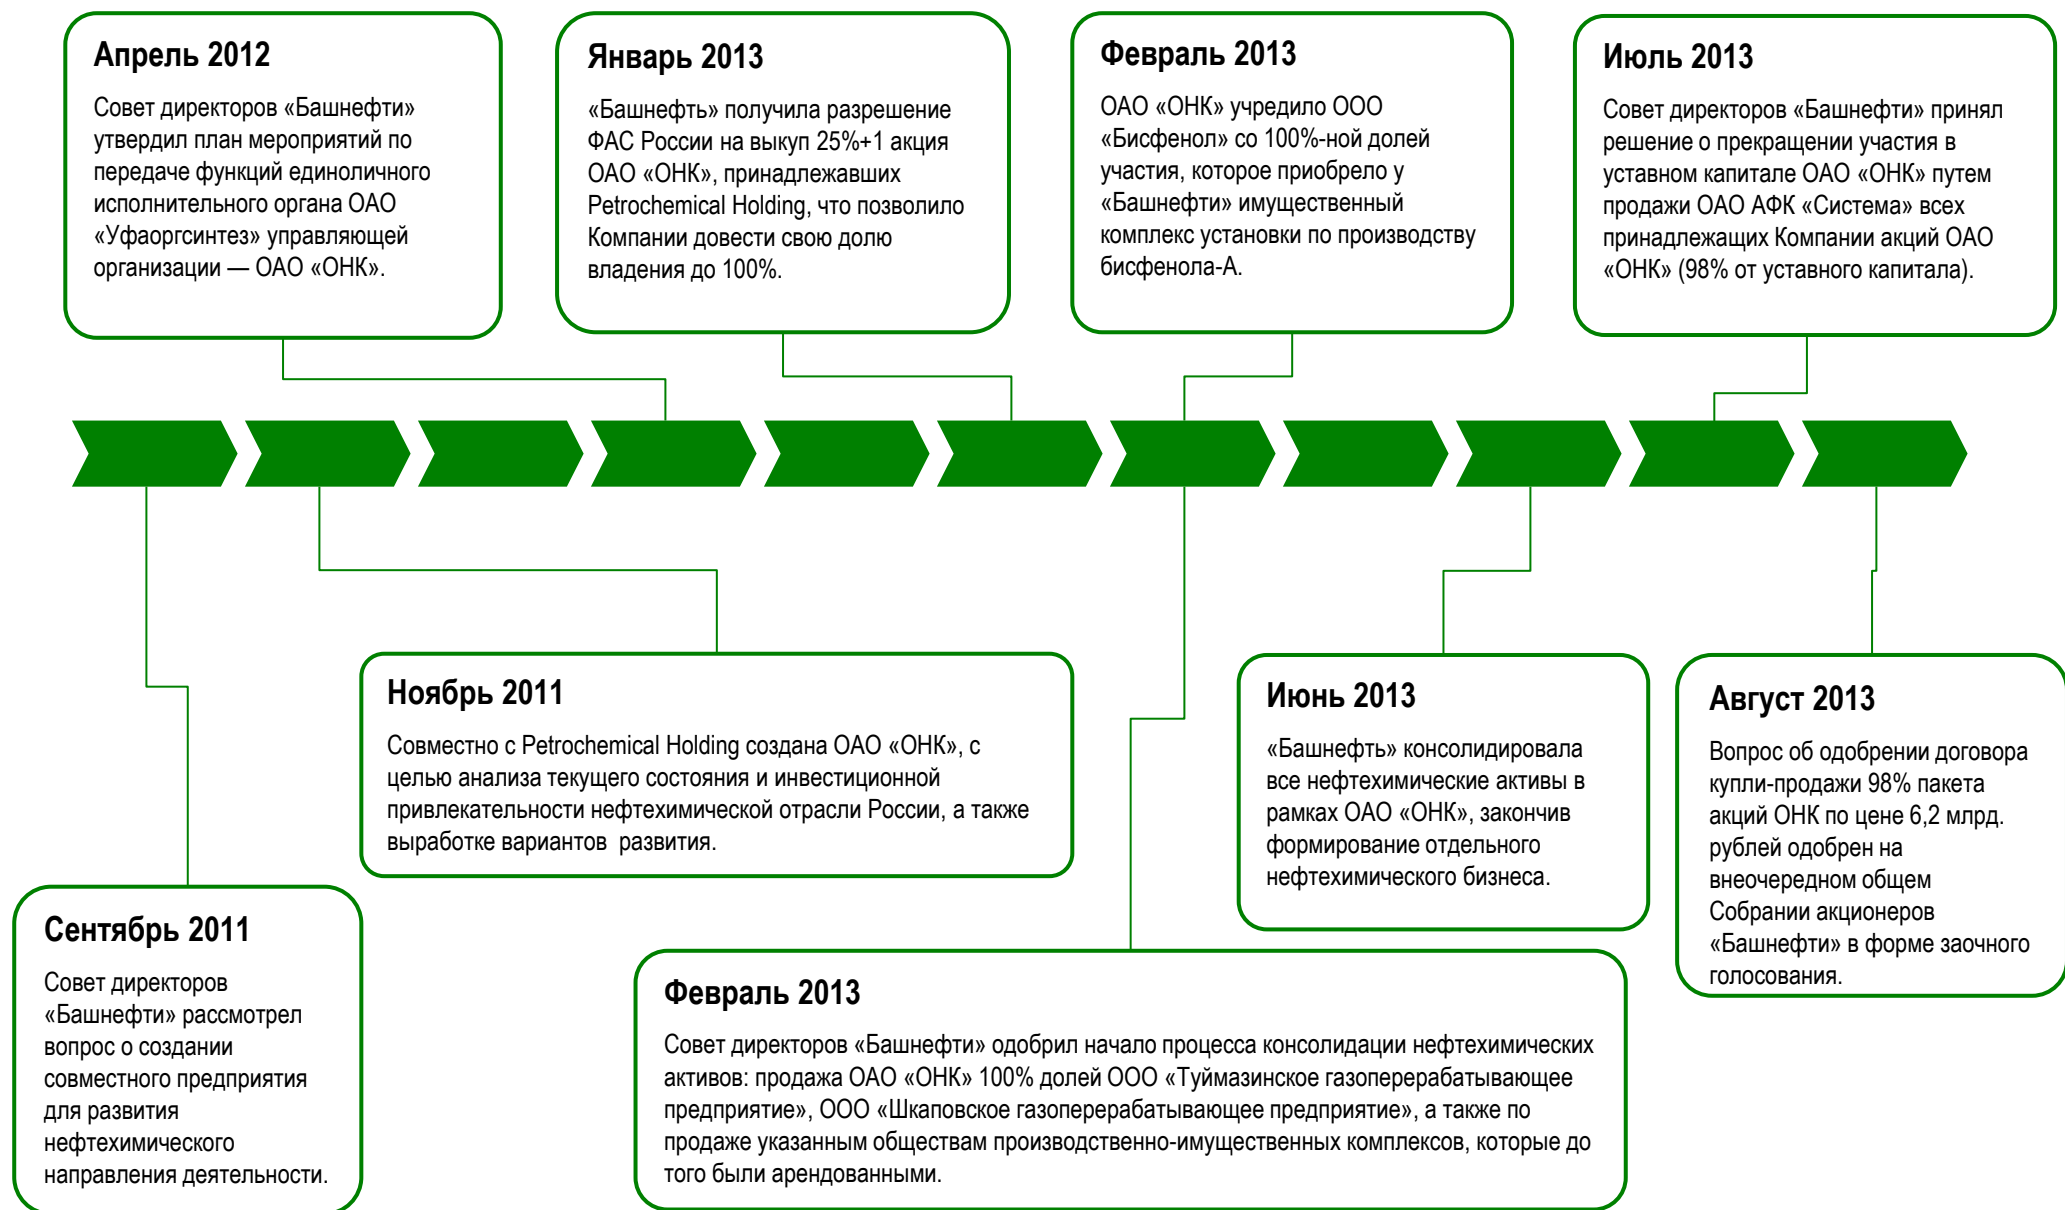 Апрель 2012
Совет директоров «Башнефти»
утвердил план мероприятий по
передаче функций единоличного
исполнительного органа ОАО
«Уфаоргсинтез» управляющей
организации — ОАО «ОНК».
Январь 2013
«Башнефть» получила разрешение
ФАС России на выкуп 25%+1 акция
ОАО «ОНК», принадлежавших
Petrochemical Holding, что позволило
Компании довести свою долю
владения до 100%.
Февраль 2013
ОАО «ОНК» учредило ООО
«Бисфенол» со 100%-ной долей
участия, которое приобрело у
«Башнефти» имущественный
комплекс установки по производству
бисфенола-А.
Июль 2013
Совет директоров «Башнефти» принял
решение о прекращении участия в
уставном капитале ОАО «ОНК» путем
продажи ОАО АФК «Система» всех
принадлежащих Компании акций ОАО
«ОНК» (98% от уставного капитала).
Сентябрь 2011
Совет директоров
«Башнефти» рассмотрел
вопрос о создании
совместного предприятия
для развития
нефтехимического
направления деятельности.
Ноябрь 2011
Совместно с Petrochemical Holding создана ОАО «ОНК», с
целью анализа текущего состояния и инвестиционной
привлекательности нефтехимической отрасли России, а также
выработке вариантов  развития.
Февраль 2013
Совет директоров «Башнефти» одобрил начало процесса консолидации нефтехимических
активов: продажа ОАО «ОНК» 100% долей ООО «Туймазинское газоперерабатывающее
предприятие», ООО «Шкаповское газоперерабатывающее предприятие», а также по
продаже указанным обществам производственно-имущественных комплексов, которые до
того были арендованными.
Июнь 2013
«Башнефть» консолидировала
все нефтехимические активы в
рамках ОАО «ОНК», закончив
формирование отдельного
нефтехимического бизнеса.
Август 2013
Вопрос об одобрении договора
купли-продажи 98% пакета
акций ОНК по цене 6,2 млрд.
рублей одобрен на
внеочередном общем
Собрании акционеров
«Башнефти» в форме заочного
голосования.